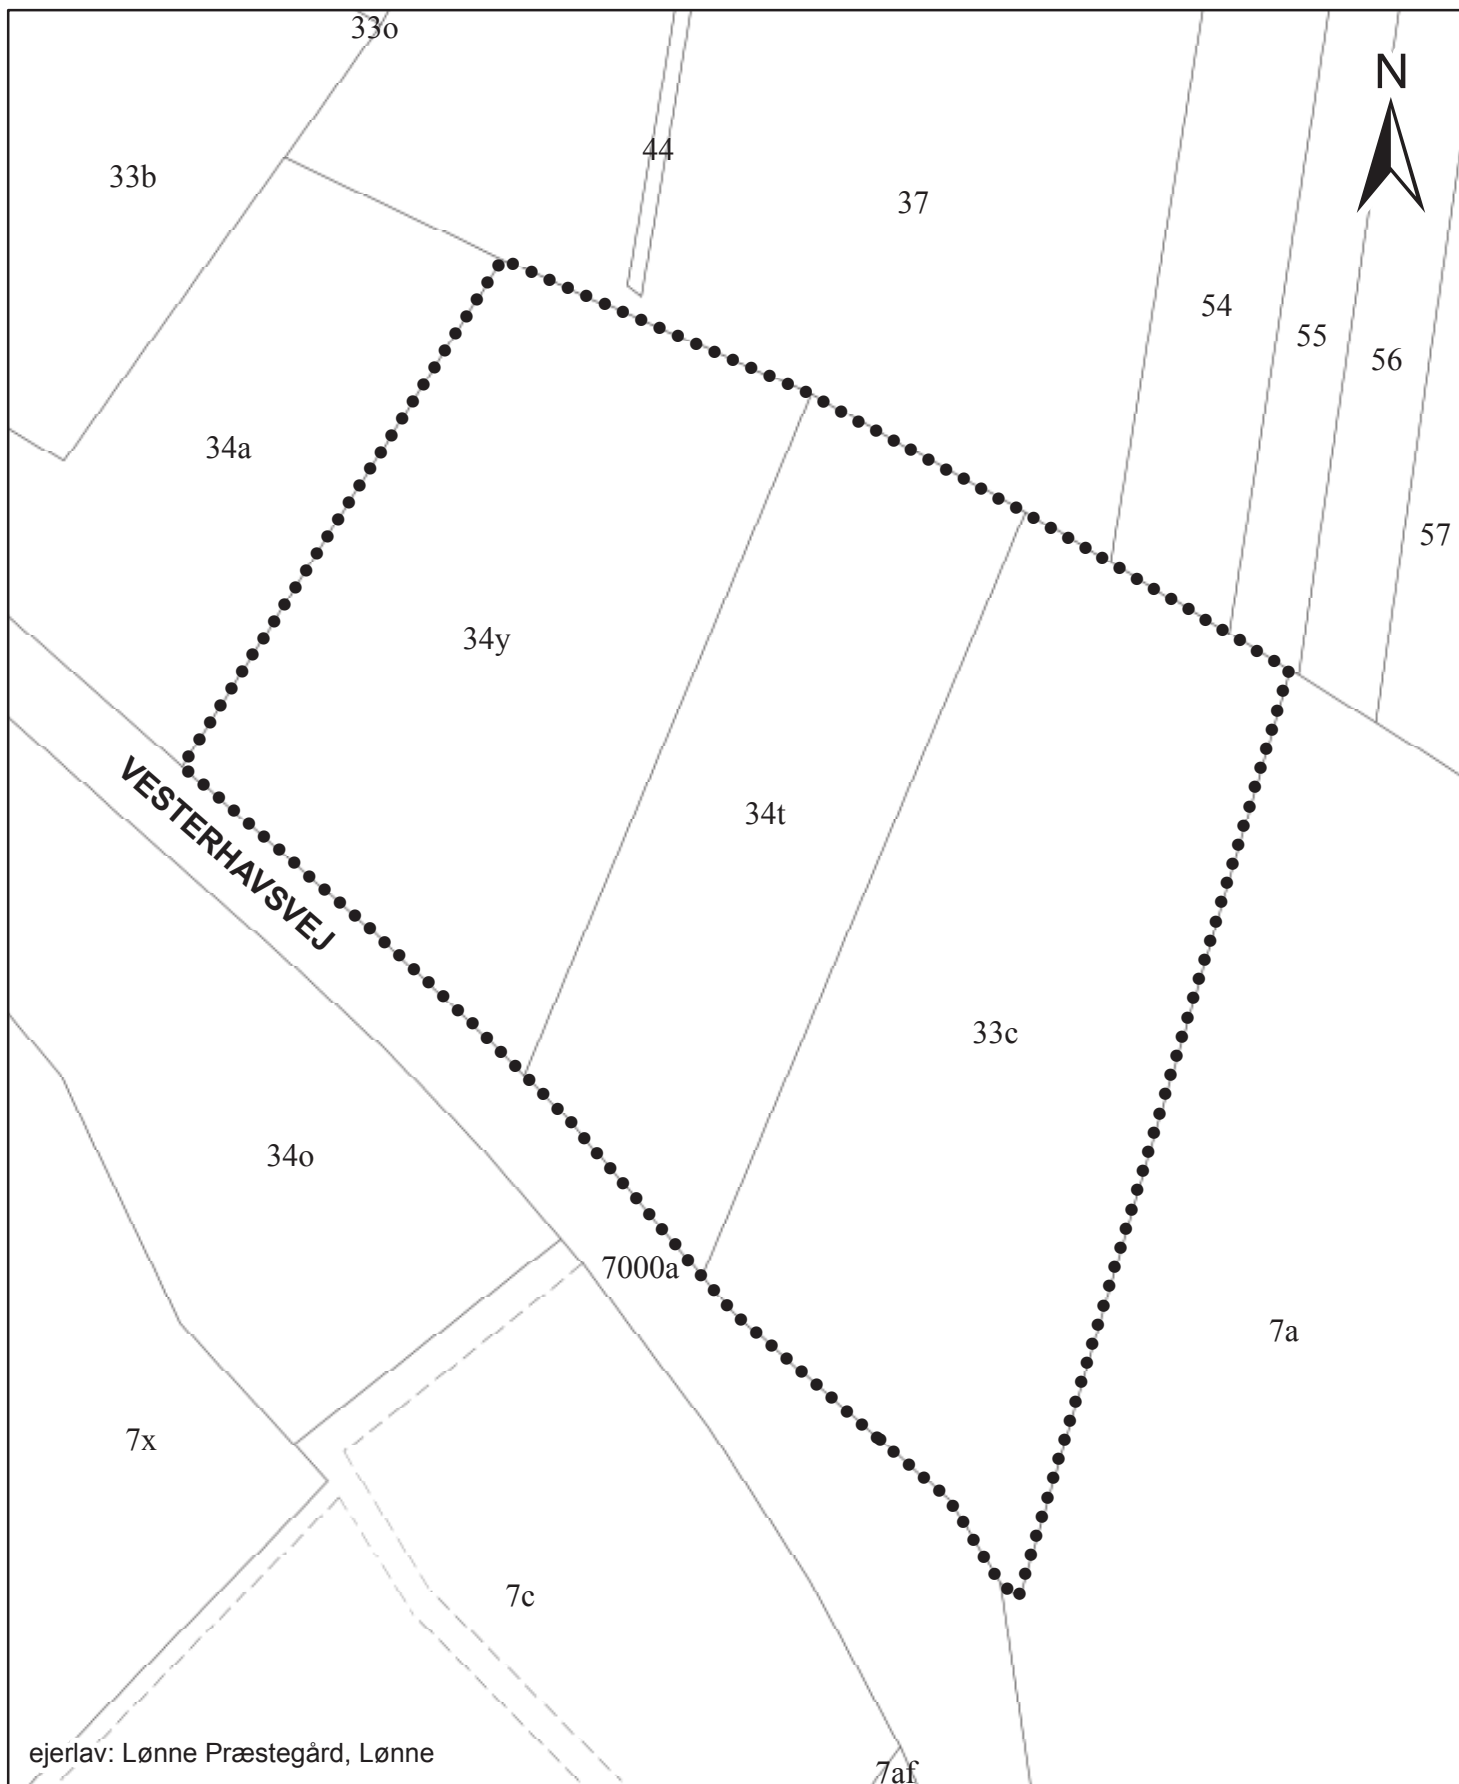 33o
N
44
33b
37
54
55
56
34a
57
34y
VESTERHAVSVEJ
34t
33c
34o
7000a
7a
7x
7c
ejerlav: Lønne Præstegård, Lønne
7af